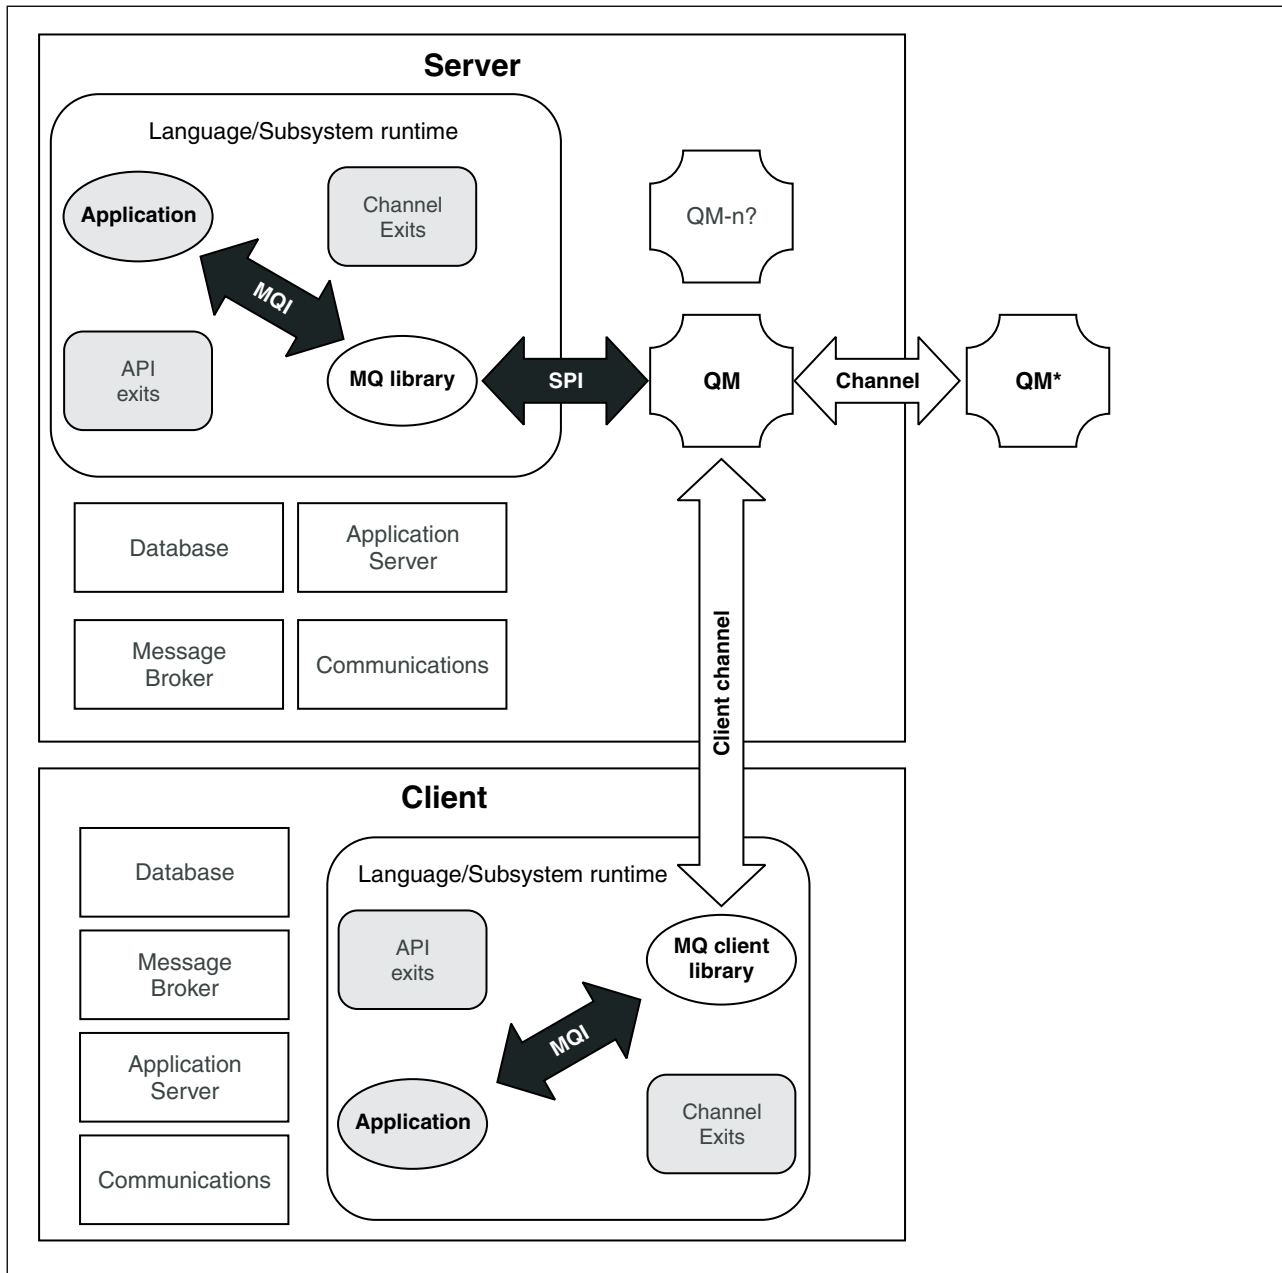 Server
Language/Subsystem runtime
Application
Channel
Exits
MQI
API
exits
MQ library
SPI
QM-n?
QM
Channel
QM*
Database
Application
Server
Message
Broker
Communications
Client channel
Client
Database
Message
Broker
Application
Server
Communications
Language/Subsystem runtime
API
exits
MQ client
library
MQI
Application
Channel
Exits